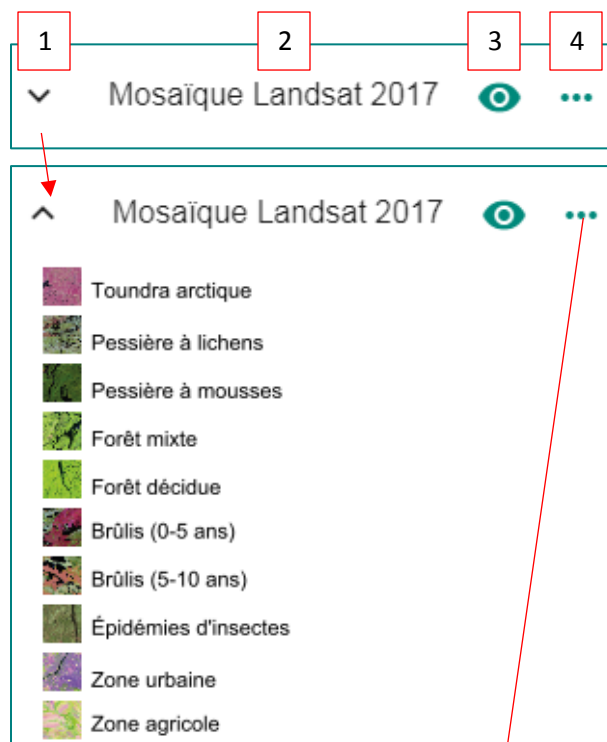 1 2 3 4
Mosaïque Landsat 2017
Mosaïque Landsat 2017
Toundra arctique
Pessière à lichens
Pessière à mousses
Forêt mixte
Forêt décidue
Brûlis (0-5 ans)
Brûlis (5-10 ans)
Épidémies d'insectes
Zone urbaine
Zone agricole